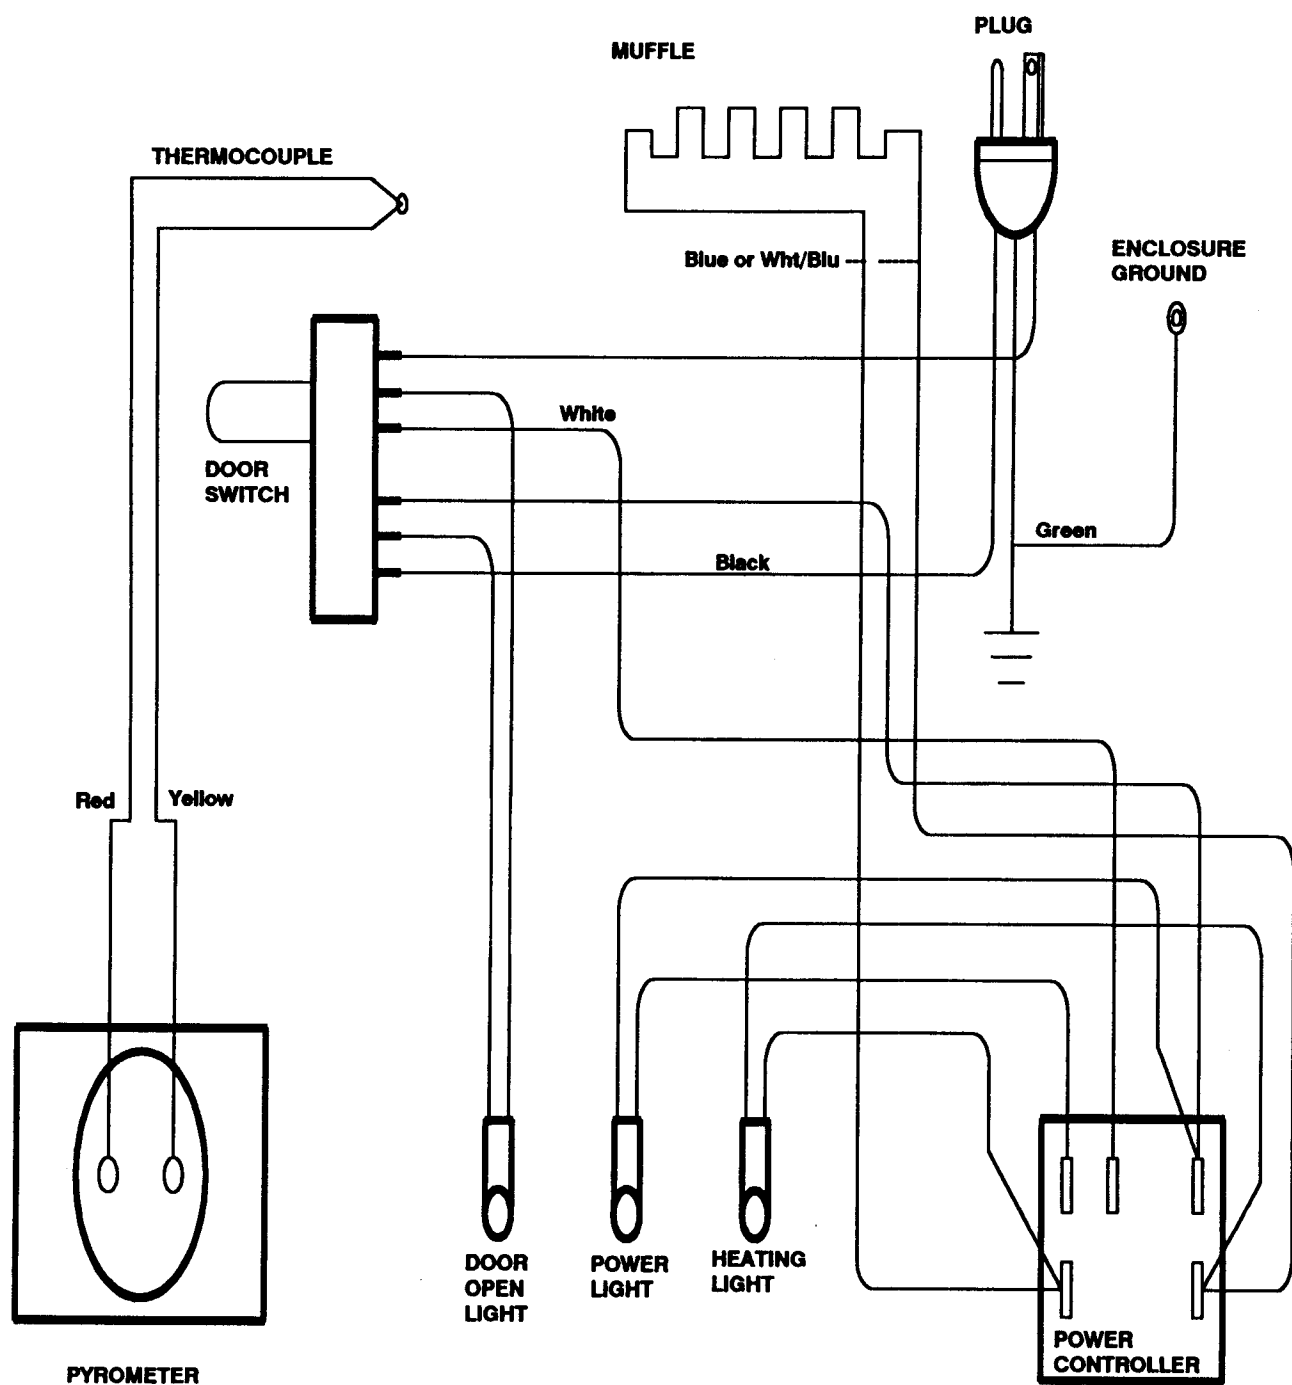 PLUG
MUFFLE
THERMOCOUPLE
Blue or Wht/Blu
ENCLOSURE
GROUND
White
DOOR
SWITCH
Green
Black
Red
Yellow
DOOR
OPEN
LIGHT
POWER
LIGHT
HEATING
LIGHT
POWER
CONTROLLER
PYROMETER